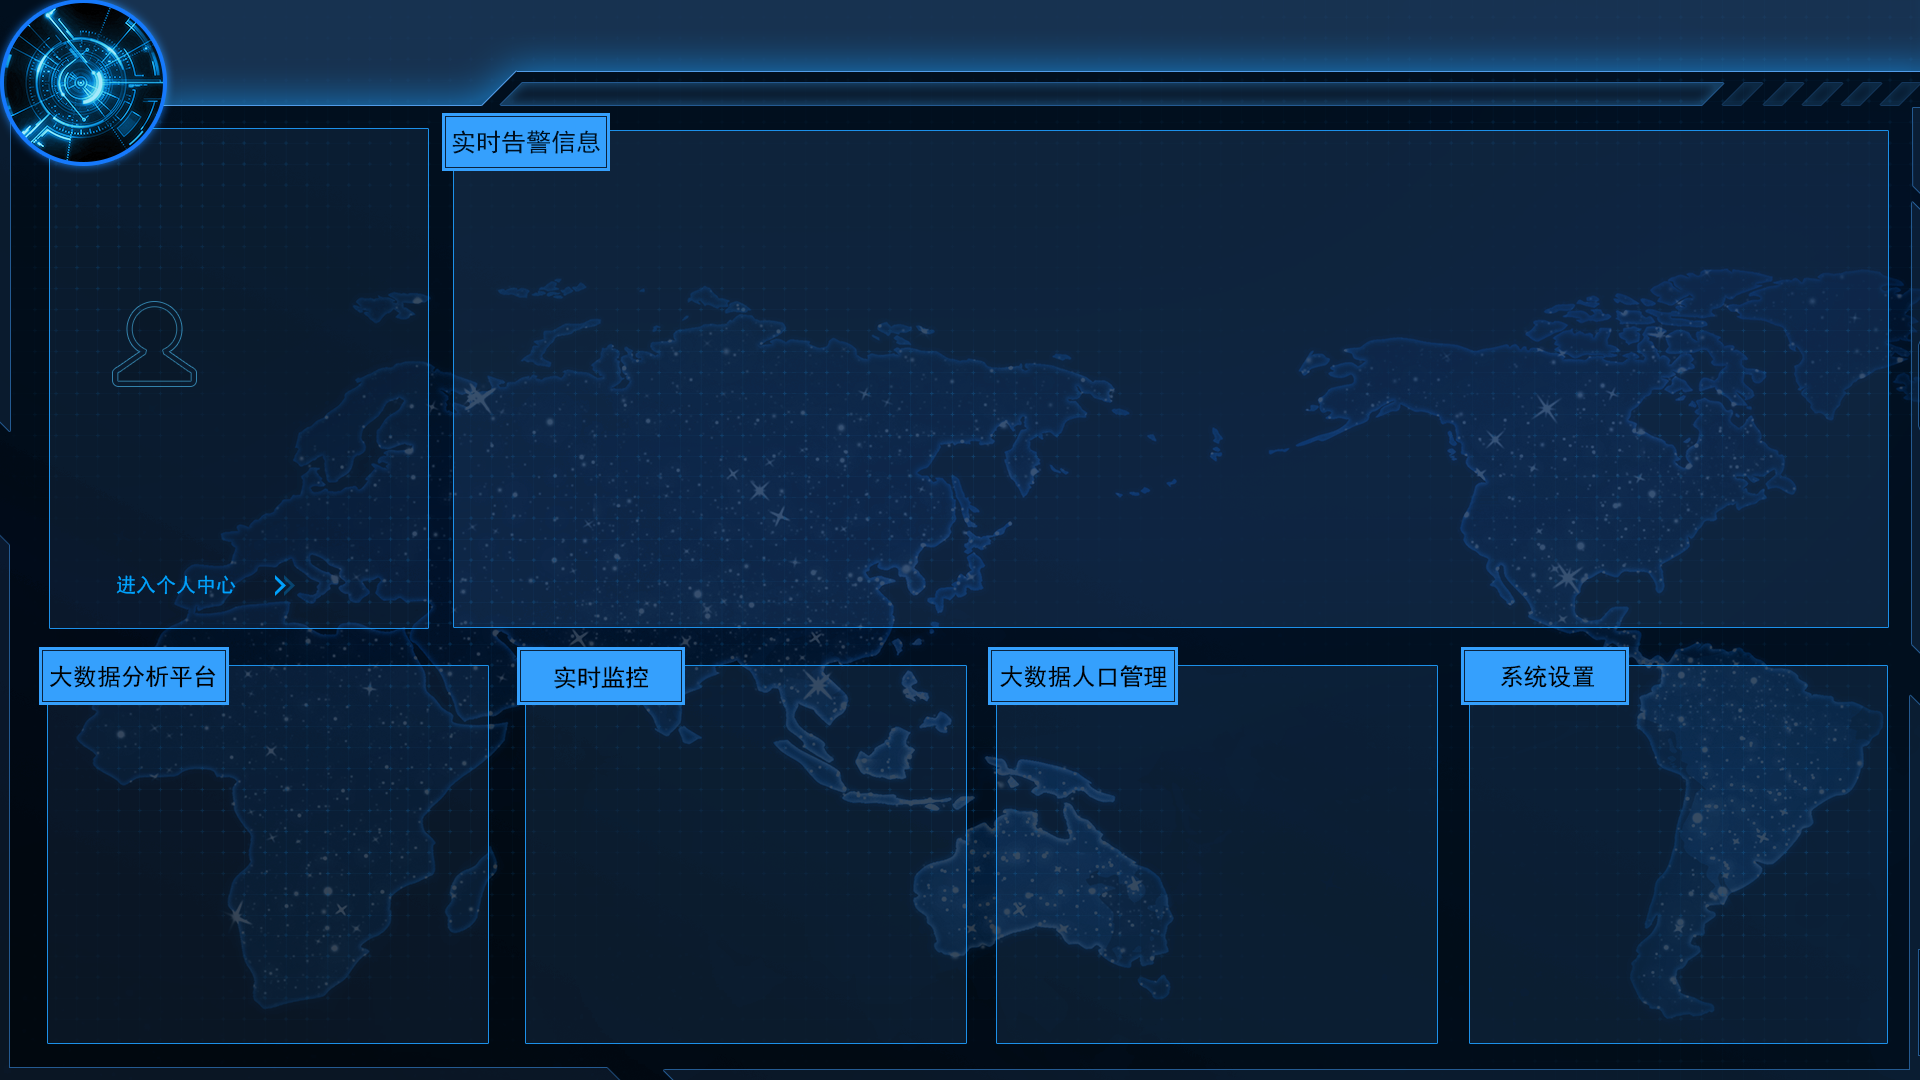 实时告警信息
进入个人中心
大数据分析平台
实时监控
大数据人口管理
系统设置